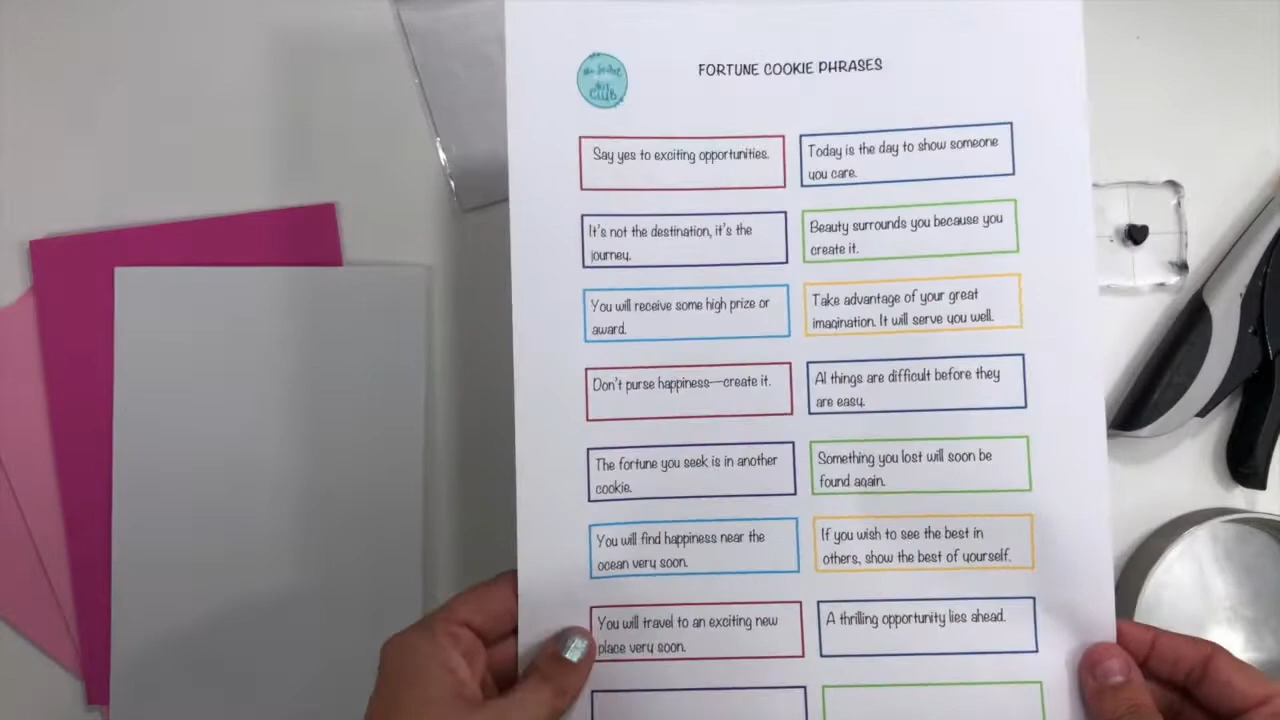 FORTUNE COOKIE PHRASES
CLUB
Say yes to exciting opportunities.
Today is the day to show someone
you care.
It's not the destination, it's the
journey.
Beauty surrounds you because you
create it.
You will receive some high prize or
award.
Take advantage of your great
imagination. It will serve you well.
Don't purse happiness—create it.
Al things are difficult before they
are easy.
The fortune you seek is in another
cookie.
Something you lost will soon be
found again.
You will find happiness near the
ocean very soon.
If you wish to see the best in
others, show the best of yourself.
You will travel to an exciting new
place very soon.
A thrilling opportunity lies ahead.